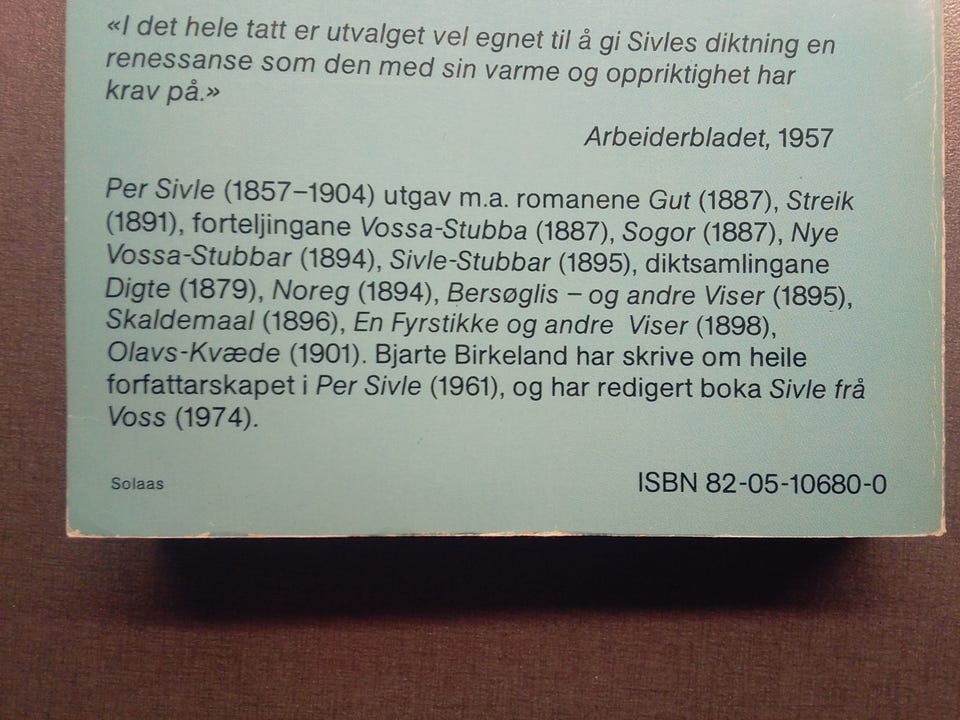 «I det hele tatt er utvalget vel egnet til å gi Sivles diktning en
renessanse som den med sin varme og oppriktighet har
krav på.»
Arbeiderbladet, 1957
Per Sivle (1857–1904) utgav m.a. romanene Gut (1887), Streik
(1891), forteljingane Vossa-Stubba (1887), Sogor (1887), Nye
Vossa-Stubbar (1894), Sivle-Stubbar (1895), diktsamlingane
Digte (1879), Noreg (1894), Bersøglis – og andre Viser (1895),
Skaldemaal (1896), En Fyrstikke og andre Viser (1898),
Olavs-Kvæde (1901). Bjarte Birkeland har skrive om heile
forfattarskapet i Per Sivle (1961), og har redigert boka Sivle frå
Voss (1974).
Solaas
ISBN 82-05-10680-0